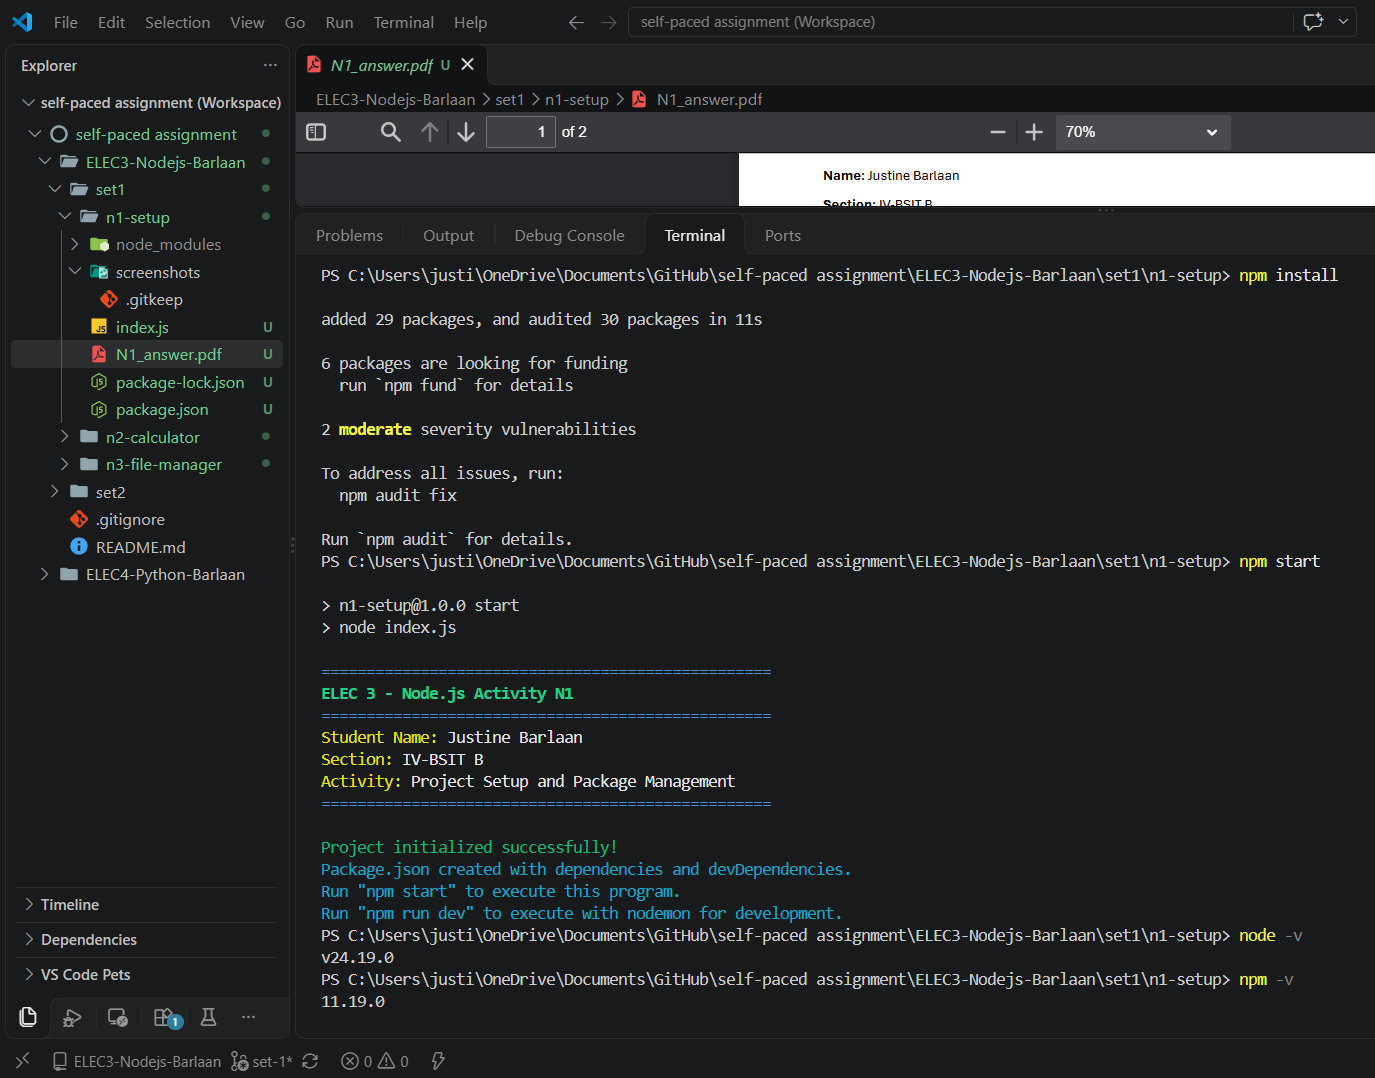 File Edit Selection View Go Run Terminal Help
self-paced assignment (Workspace)
Explorer
self-paced assignment (Workspace)
self-paced assignment
ELEC3-Nodejs-Barlaan
set1
n1-setup
node_modules
screenshots
.gitkeep
index.js U
N1_answer.pdf U
package-lock.json U
package.json U
n2-calculator
n3-file-manager
set2
.gitignore
README.md
ELEC4-Python-Barlaan
Timeline
Dependencies
VS Code Pets
1
N1_answer.pdf U
ELEC3-Nodejs-Barlaan > set1 > n1-setup > N1_answer.pdf
1 of 2
70%
Name: Justine Barlaan
Section: IV-BSIT B
Problems Output Debug Console Terminal Ports
PS C:\Users\justi\OneDrive\Documents\GitHub\self-paced assignment\ELEC3-Nodejs-Barlaan\set1\n1-setup> npm install
added 29 packages, and audited 30 packages in 11s
6 packages are looking for funding
run `npm fund` for details
2 moderate severity vulnerabilities
To address all issues, run:
npm audit fix
Run `npm audit` for details.
PS C:\Users\justi\OneDrive\Documents\GitHub\self-paced assignment\ELEC3-Nodejs-Barlaan\set1\n1-setup> npm start
> n1-setup@1.0.0 start
> node index.js
==================================================
ELEC 3 - Node.js Activity N1
==================================================
Student Name: Justine Barlaan
Section: IV-BSIT B
Activity: Project Setup and Package Management
==================================================
Project initialized successfully!
Package.json created with dependencies and devDependencies.
Run "npm start" to execute this program.
Run "npm run dev" to execute with nodemon for development.
PS C:\Users\justi\OneDrive\Documents\GitHub\self-paced assignment\ELEC3-Nodejs-Barlaan\set1\n1-setup> node -v
v24.19.0
PS C:\Users\justi\OneDrive\Documents\GitHub\self-paced assignment\ELEC3-Nodejs-Barlaan\set1\n1-setup> npm -v
11.19.0
ELEC3-Nodejs-Barlaan set-1* 0 0